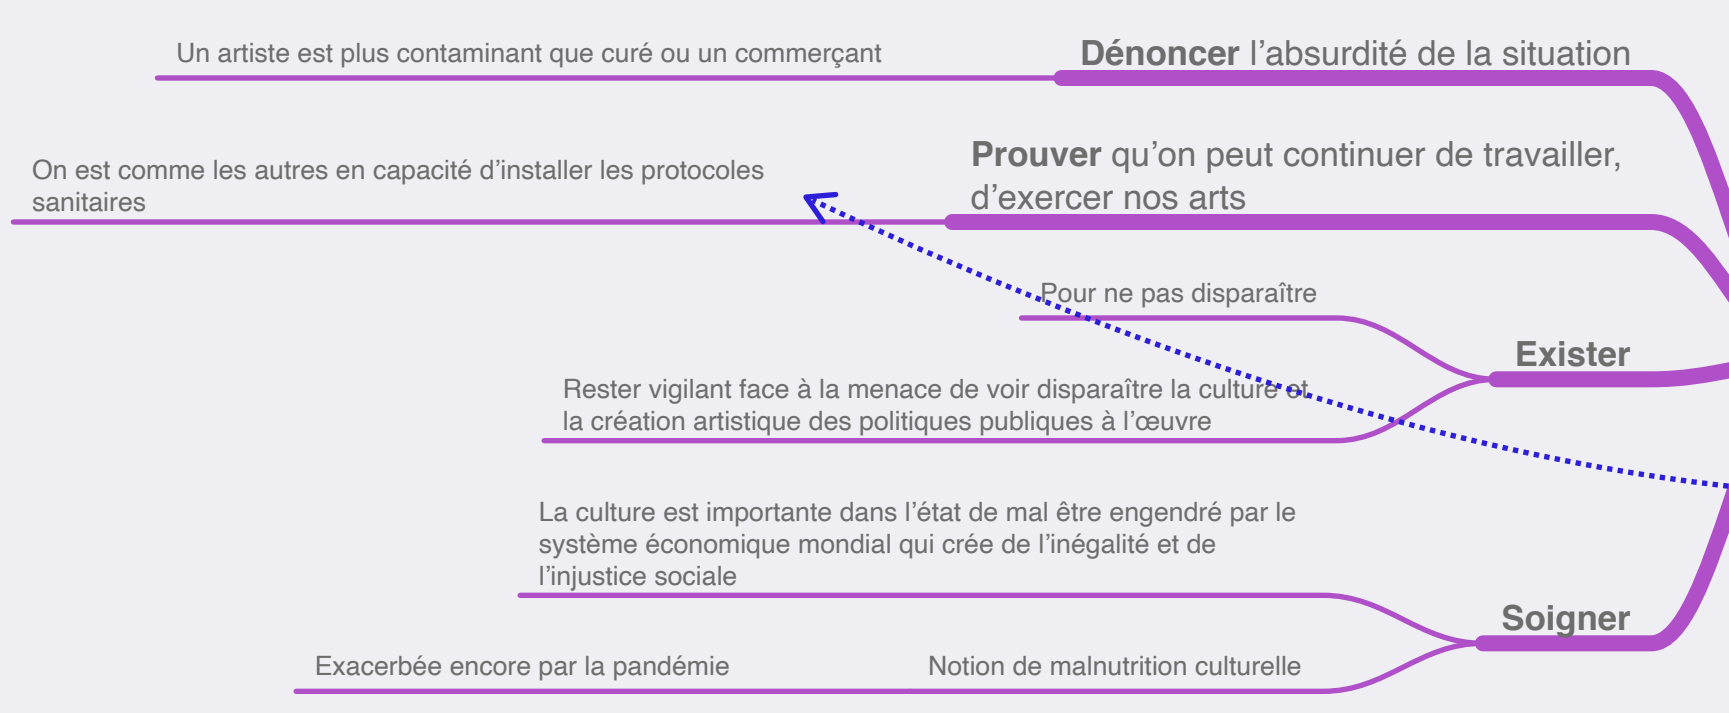 Un artiste est plus contaminant que curé ou un commerçant
Dénoncer l’absurdité de la situation
On est comme les autres en capacité d’installer les protocoles
sanitaires
Prouver qu’on peut continuer de travailler,
d’exercer nos arts
Pour ne pas disparaître
Exister
Rester vigilant face à la menace de voir disparaître la culture et
la création artistique des politiques publiques à l’œuvre
La culture est importante dans l’état de mal être engendré par le
système économique mondial qui crée de l’inégalité et de
l’injustice sociale
Soigner
Exacerbée encore par la pandémie
Notion de malnutrition culturelle